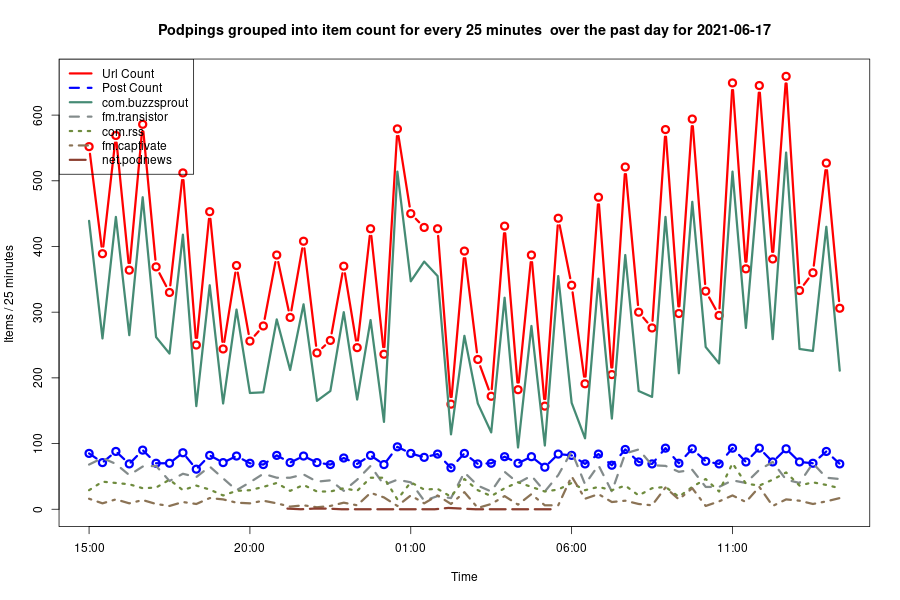 Podpings grouped into item count for every 25 minutes  over the past day for 2021-06-17
Url Count
Post Count
com.buzzsprout
fm.transistor
com.rss
fm.captivate
net.podnews
Items / 25 minutes
600
500
400
300
200
100
0
15:00
20:00
01:00
06:00
11:00
Time